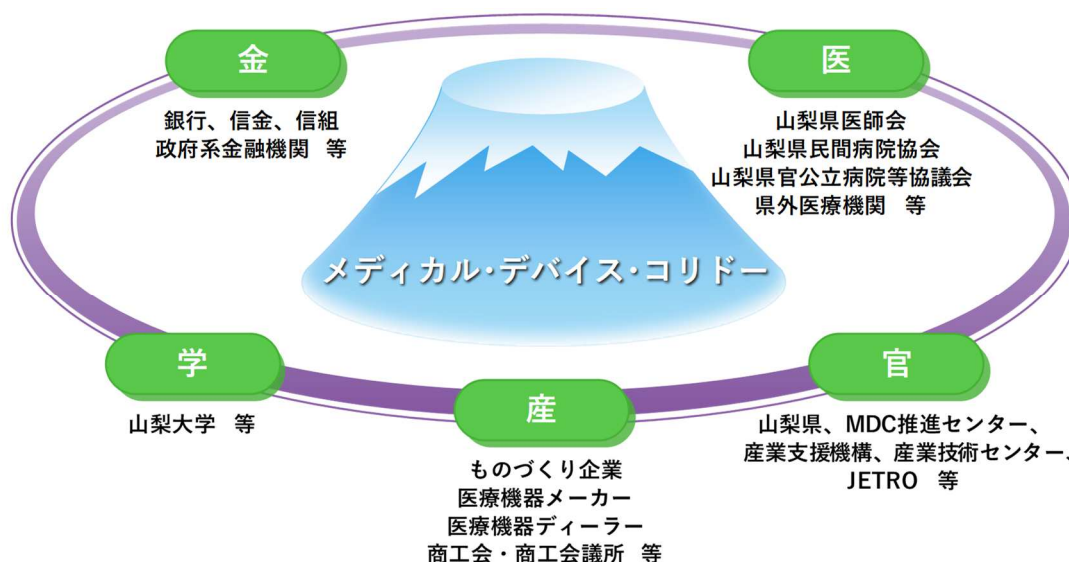 金
銀行、信金、信組
政府系金融機関 等
医
山梨県医師会
山梨県民間病院協会
山梨県官公立病院等協議会
県外医療機関 等
メディカル・デバイス・コリドー
学
山梨大学 等
産
ものづくり企業
医療機器メーカー
医療機器ディーラー
商工会・商工会議所 等
官
山梨県、MDC推進センター、
産業支援機構、産業技術センター、
JETRO 等